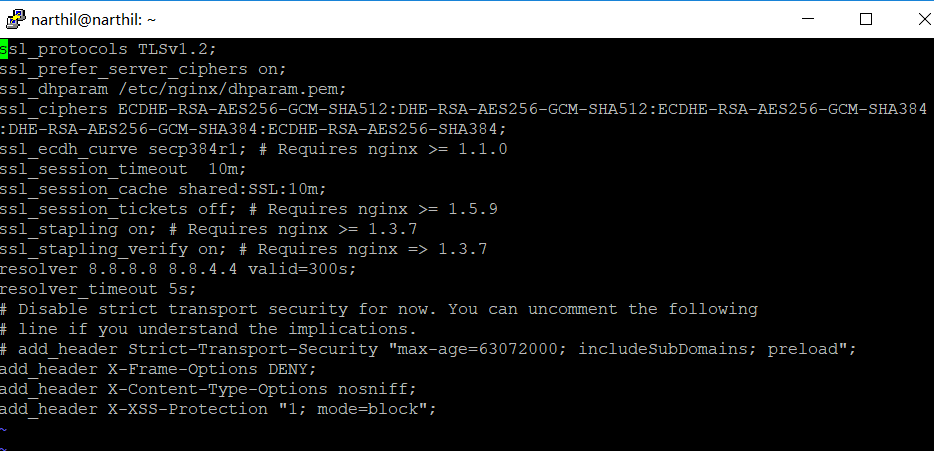 narthil@narthil: ~
ssl_protocols TLSv1.2;
ssl_prefer_server_ciphers on;
ssl_dhparam /etc/nginx/dhparam.pem;
ssl_ciphers ECDHE-RSA-AES256-GCM-SHA512:DHE-RSA-AES256-GCM-SHA512:ECDHE-RSA-AES256-GCM-SHA384
:DHE-RSA-AES256-GCM-SHA384:ECDHE-RSA-AES256-SHA384;
ssl_ecdh_curve secp384r1; # Requires nginx >= 1.1.0
ssl_session_timeout  10m;
ssl_session_cache shared:SSL:10m;
ssl_session_tickets off; # Requires nginx >= 1.5.9
ssl_stapling on; # Requires nginx >= 1.3.7
ssl_stapling_verify on; # Requires nginx => 1.3.7
resolver 8.8.8.8 8.8.4.4 valid=300s;
resolver_timeout 5s;
# Disable strict transport security for now. You can uncomment the following
# line if you understand the implications.
# add_header Strict-Transport-Security "max-age=63072000; includeSubDomains; preload";
add_header X-Frame-Options DENY;
add_header X-Content-Type-Options nosniff;
add_header X-XSS-Protection "1; mode=block";
~
~